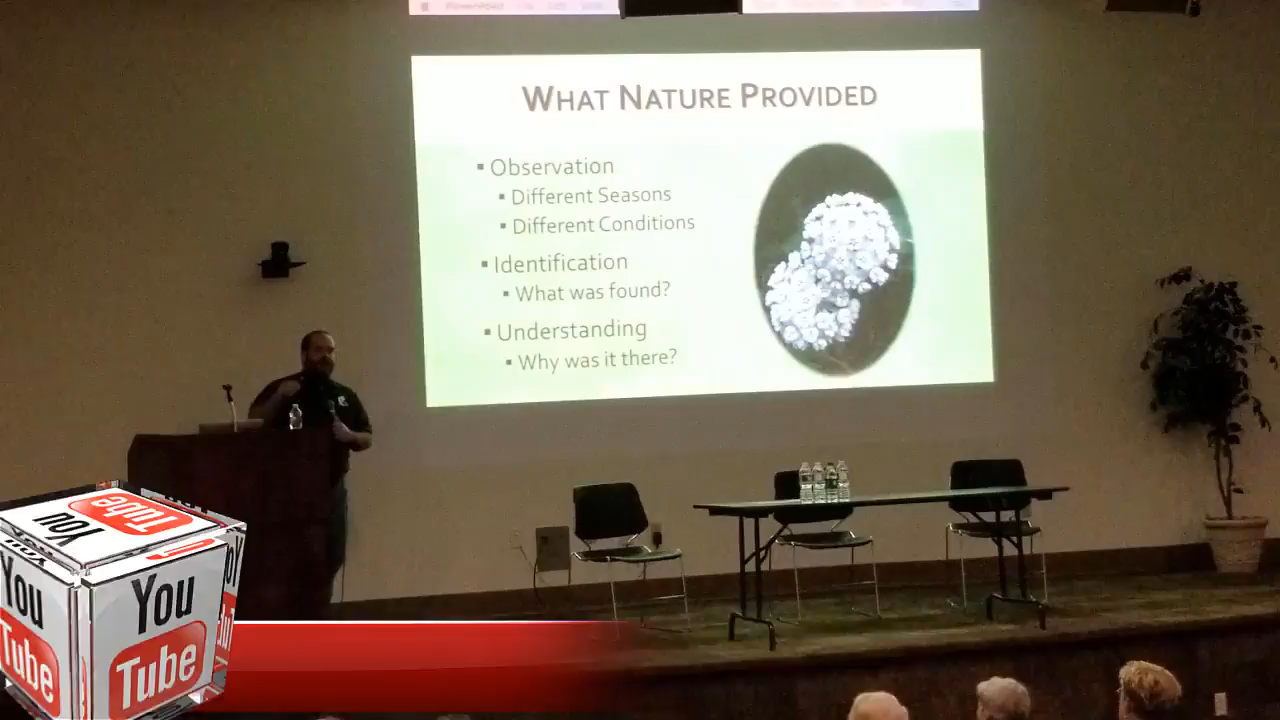 WHAT NATURE PROVIDED
Observation
Different Seasons
Different Conditions
Identification
What was found?
Understanding
Why was it there?
You
Tube
You
Tube
You
Tube
You